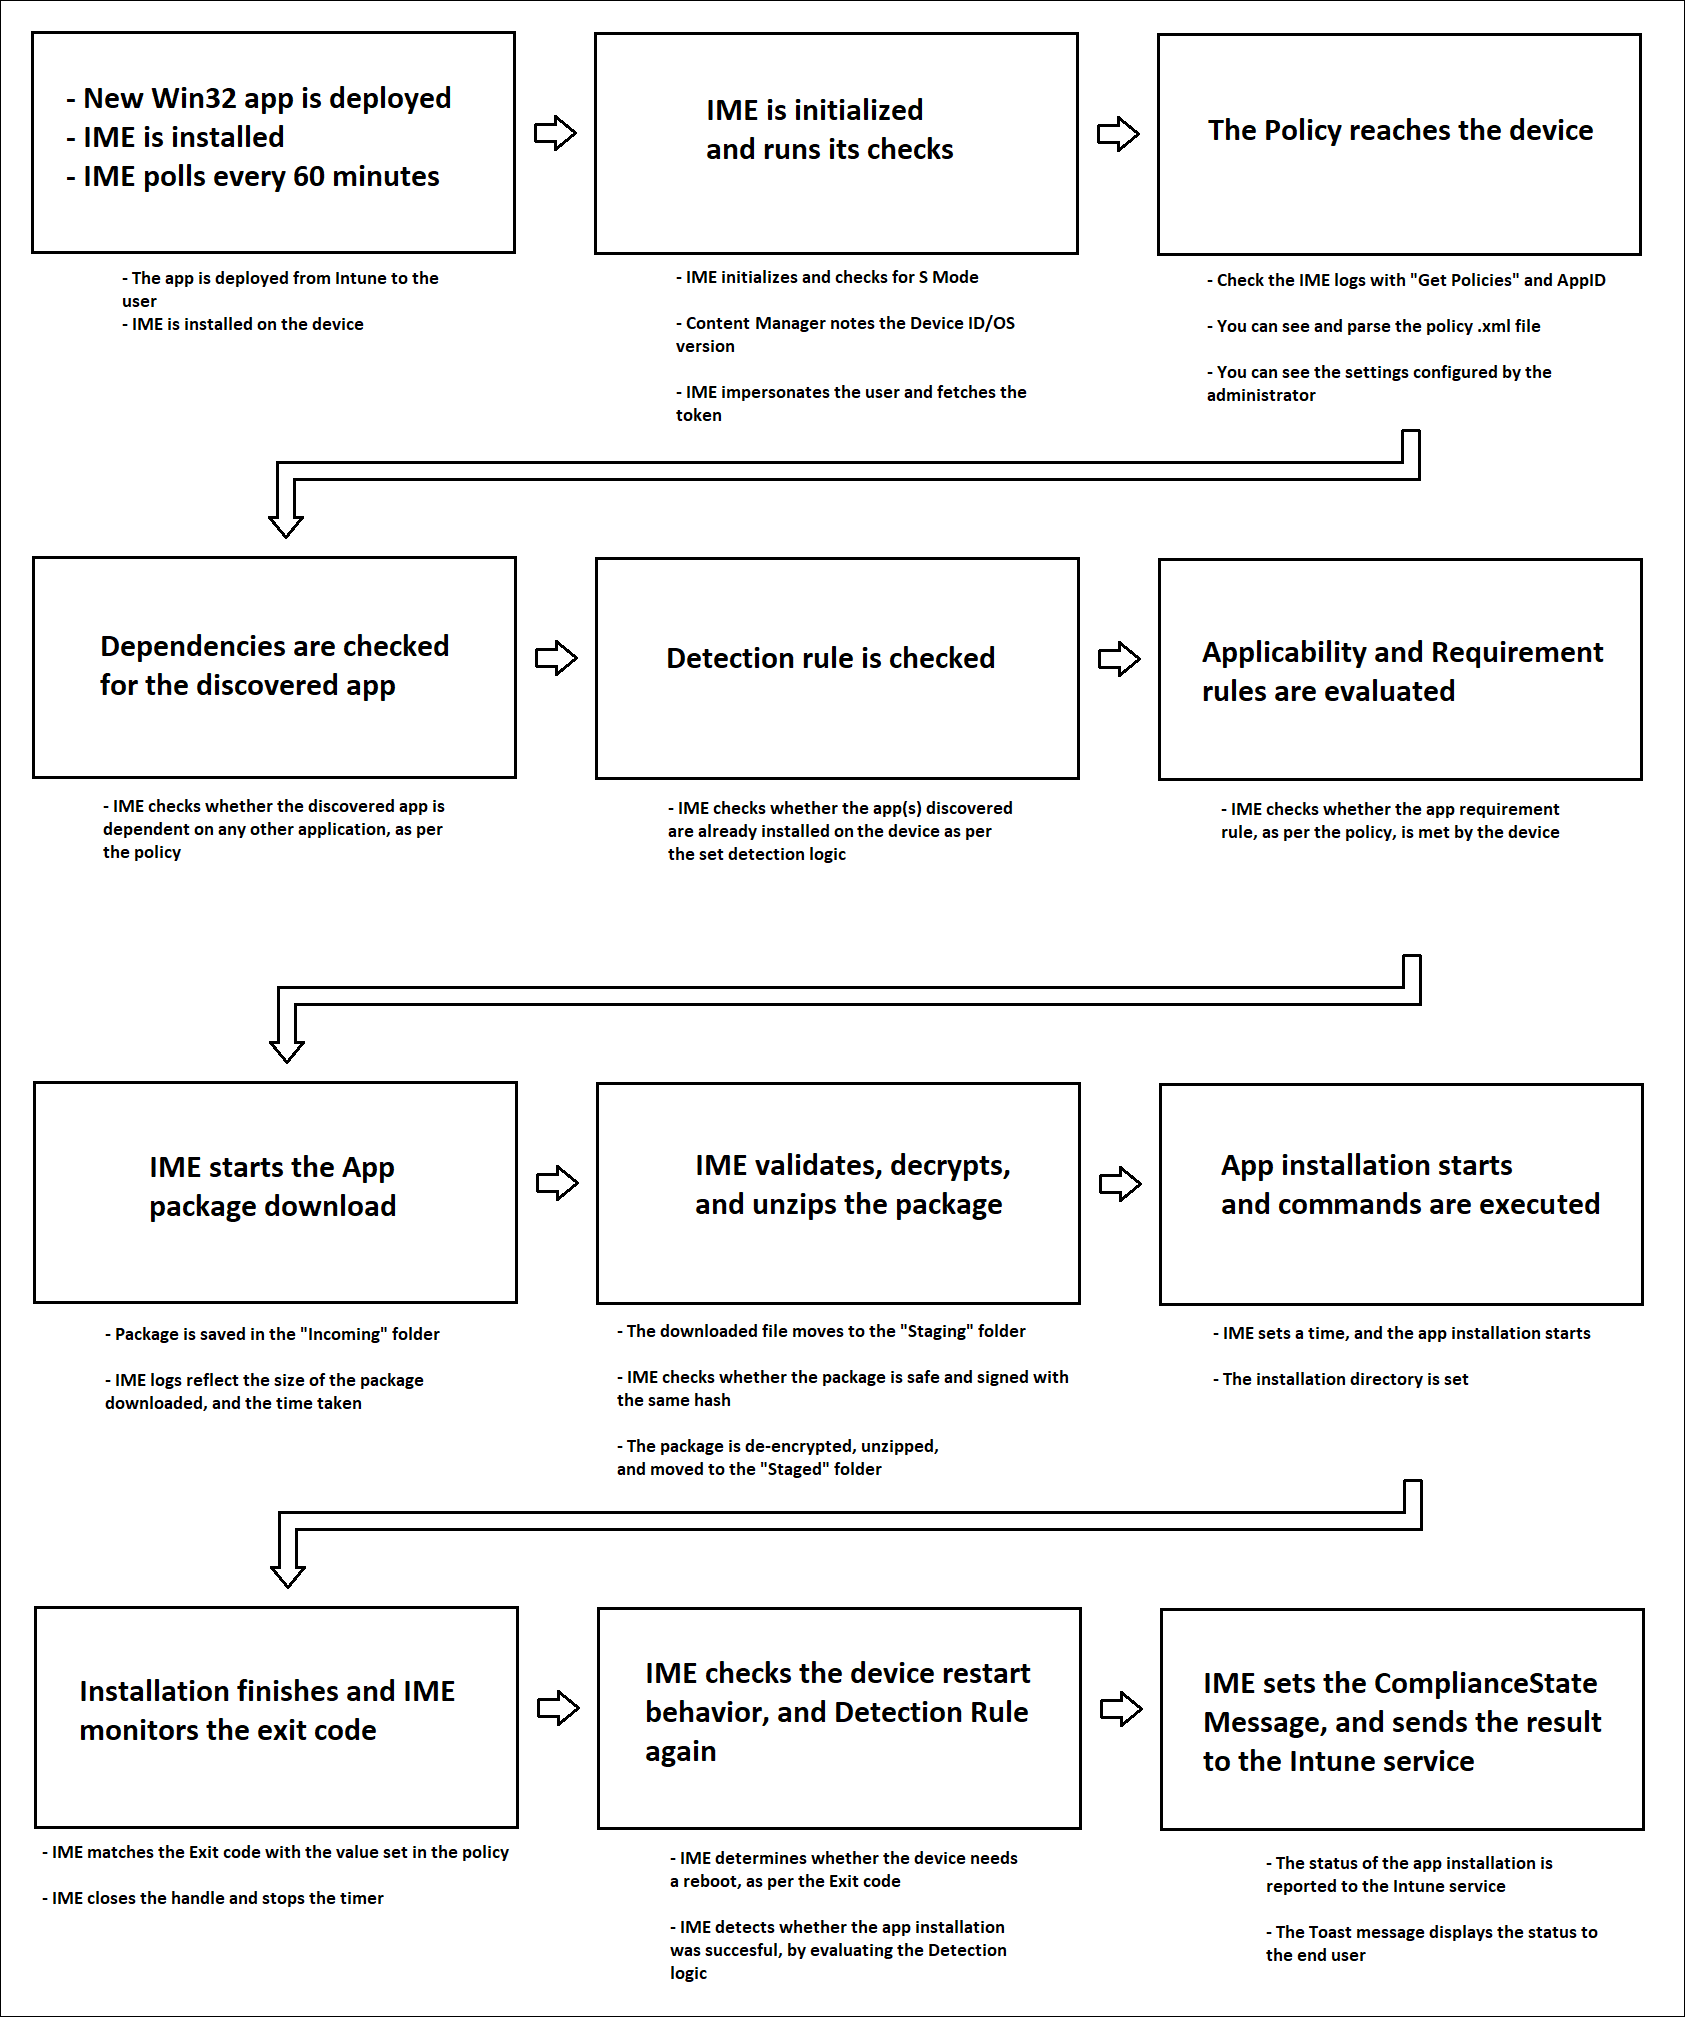 - New Win32 app is deployed
- IME is installed
- IME polls every 60 minutes
- The app is deployed from Intune to the
user
- IME is installed on the device
IME is initialized
and runs its checks
- IME initializes and checks for S Mode
- Content Manager notes the Device ID/OS
version
- IME impersonates the user and fetches the
token
The Policy reaches the device
- Check the IME logs with "Get Policies" and AppID
- You can see and parse the policy .xml file
- You can see the settings configured by the
administrator
Dependencies are checked
for the discovered app
- IME checks whether the discovered app is
dependent on any other application, as per
the policy
Detection rule is checked
- IME checks whether the app(s) discovered
are already installed on the device as per
the set detection logic
Applicability and Requirement
rules are evaluated
- IME checks whether the app requirement
rule, as per the policy, is met by the device
IME starts the App
package download
- Package is saved in the "Incoming" folder
- IME logs reflect the size of the package
downloaded, and the time taken
IME validates, decrypts,
and unzips the package
- The downloaded file moves to the "Staging" folder
- IME checks whether the package is safe and signed with
the same hash
- The package is de-encrypted, unzipped,
and moved to the "Staged" folder
App installation starts
and commands are executed
- IME sets a time, and the app installation starts
- The installation directory is set
Installation finishes and IME
monitors the exit code
- IME matches the Exit code with the value set in the policy
- IME closes the handle and stops the timer
IME checks the device restart
behavior, and Detection Rule
again
- IME determines whether the device needs
a reboot, as per the Exit code
- IME detects whether the app installation
was succesful, by evaluating the Detection
logic
IME sets the ComplianceState
Message, and sends the result
to the Intune service
- The status of the app installation is
reported to the Intune service
- The Toast message displays the status to
the end user